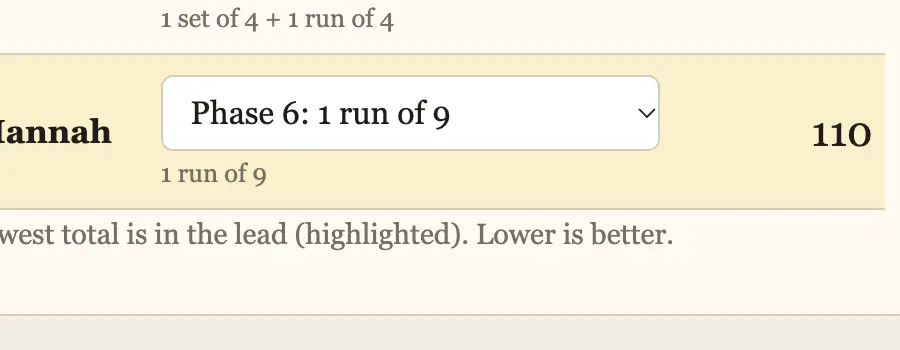 1 set of 4 + 1 run of 4
Phase 6: 1 run of 9
Hannah
110
1 run of 9
west total is in the lead (highlighted). Lower is better.